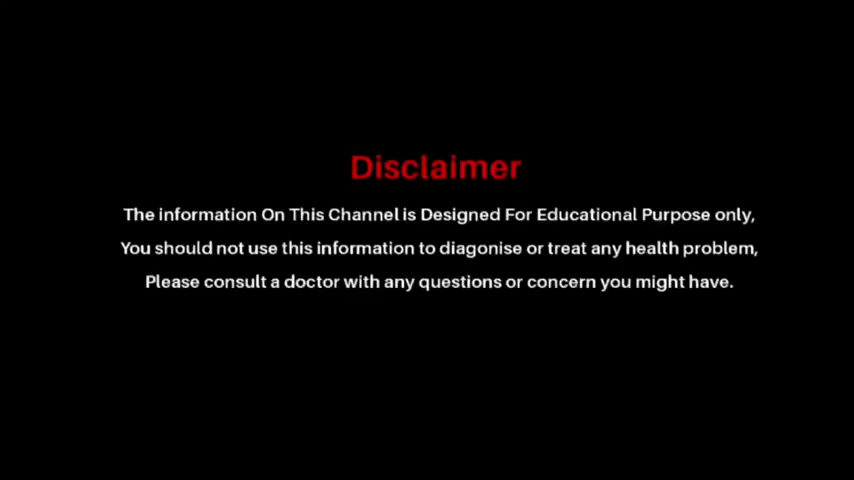 Disclaimer
The information On This Channel is Designed For Educational Purpose only,
You should not use this information to diagonise or treat any health problem,
Please consult a doctor with any questions or concern you might have.